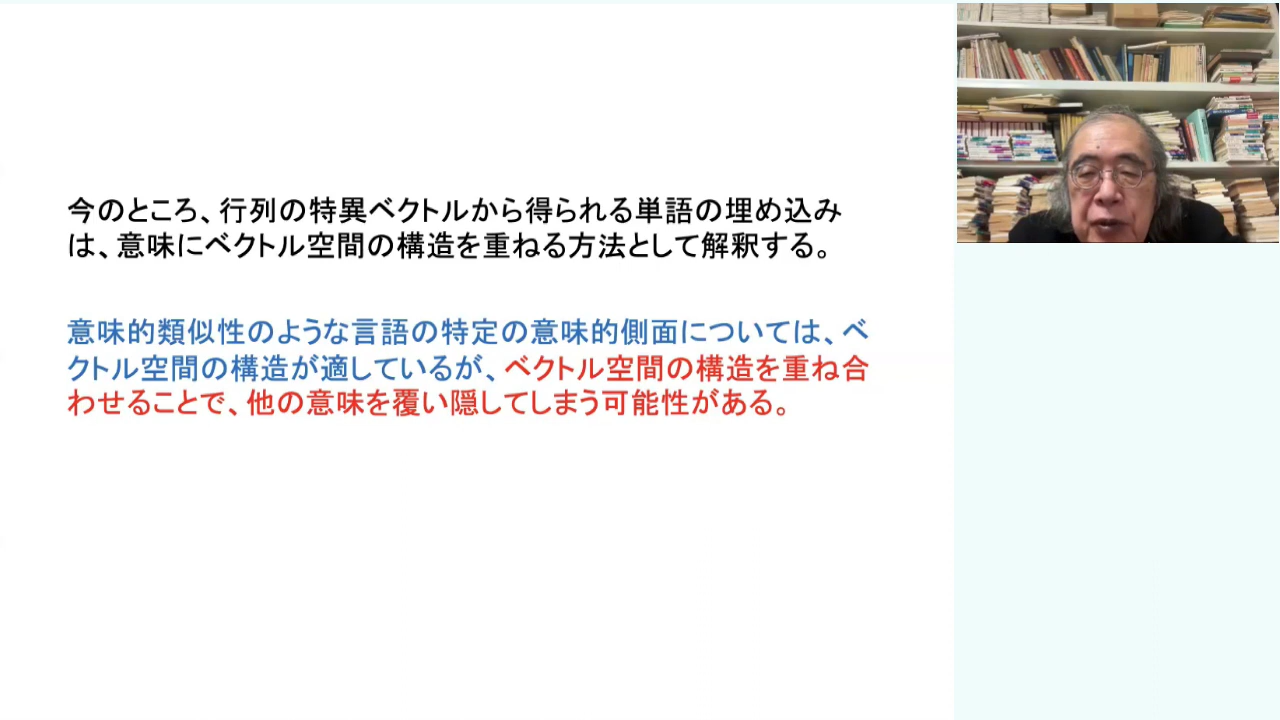 今のところ、行列の特異ベクトルから得られる単語の埋め込み
は、意味にベクトル空間の構造を重ねる方法として解釈する。
意味的類似性のような言語の特定の意味的側面については、ベ
クトル空間の構造が適しているが、ベクトル空間の構造を重ね合
わせることで、他の意味を覆い隠してしまう可能性がある。